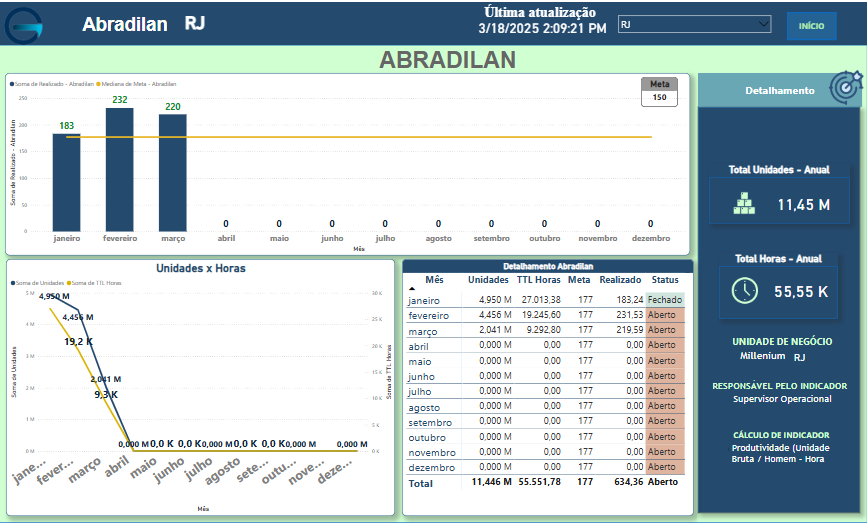 Abradilan RJ
Última atualização
3/18/2025 2:09:21 PM
RJ
INÍCIO
ABRADILAN
Soma de Realizado - Abradilan Mediana de Meta - Abradilan
Meta
150
Soma de Realizado - Abradilan
250
200
150
100
50
0
183 232 220 0 0 0 0 0 0 0 0 0
janeiro fevereiro março abril maio junho julho agosto setembro outubro novembro dezembro
Mês
Unidades x Horas
Soma de Unidades Soma de TTL Horas
Soma de Unidades
5 M
4 M
3 M
2 M
1 M
0 M
4,950 M
4,456 M
19,2 K
2,041 M
9,3 K
0,000 M 0,0 K 0,0 K 0,000 M 0,0 K 0,0 K 0,000 M 0,000 M
30 K
25 K
20 K
15 K
10 K
5 K
0 K
Soma de TTL Horas
jane... fever... março abril maio junho julho agosto sete... outu... nove... deze...
Mês
Detalhamento Abradilan
Mês Unidades TTL Horas Meta Realizado Status
janeiro 4,950 M 27.013,38 177 183,24 Fechado
fevereiro 4,456 M 19.245,60 177 231,53 Aberto
março 2,041 M 9.292,80 177 219,59 Aberto
abril 0,000 M 0,00 177 0,00 Aberto
maio 0,000 M 0,00 177 0,00 Aberto
junho 0,000 M 0,00 177 0,00 Aberto
julho 0,000 M 0,00 177 0,00 Aberto
agosto 0,000 M 0,00 177 0,00 Aberto
setembro 0,000 M 0,00 177 0,00 Aberto
outubro 0,000 M 0,00 177 0,00 Aberto
novembro 0,000 M 0,00 177 0,00 Aberto
dezembro 0,000 M 0,00 177 0,00 Aberto
Total 11,446 M 55.551,78 177 634,36 Aberto
Detalhamento
Total Unidades - Anual
11,45 M
Total Horas - Anual
55,55 K
UNIDADE DE NEGÓCIO
Millenium RJ
RESPONSÁVEL PELO INDICADOR
Supervisor Operacional
CÁLCULO DE INDICADOR
Produtividade (Unidade
Bruta / Homem - Hora